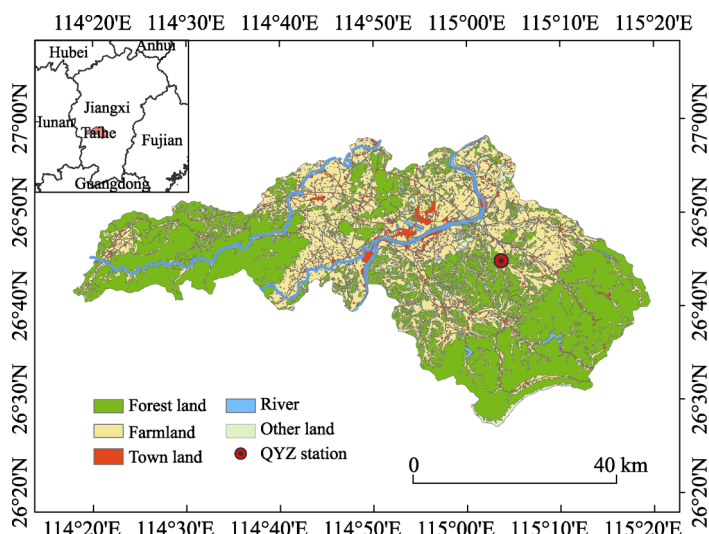 114°20'E 114°40'E 114°50'E 115°00'E 115°10'E 115°20'E
Hubei
Anhui
Jiangxi
Hunan
Taihe
Fujian
Guangdong
27°00'N
26°50'N
26°40'N
26°30'N
26°20'N
27°00'N
26°50'N
26°40'N
26°30'N
26°20'N
Forest land
Farmland
Town land
River
Other land
QYZ station
0 40 km
114°20'E 114°30'E 114°40'E 114°50'E 115°00'E 115°10'E 115°20'E